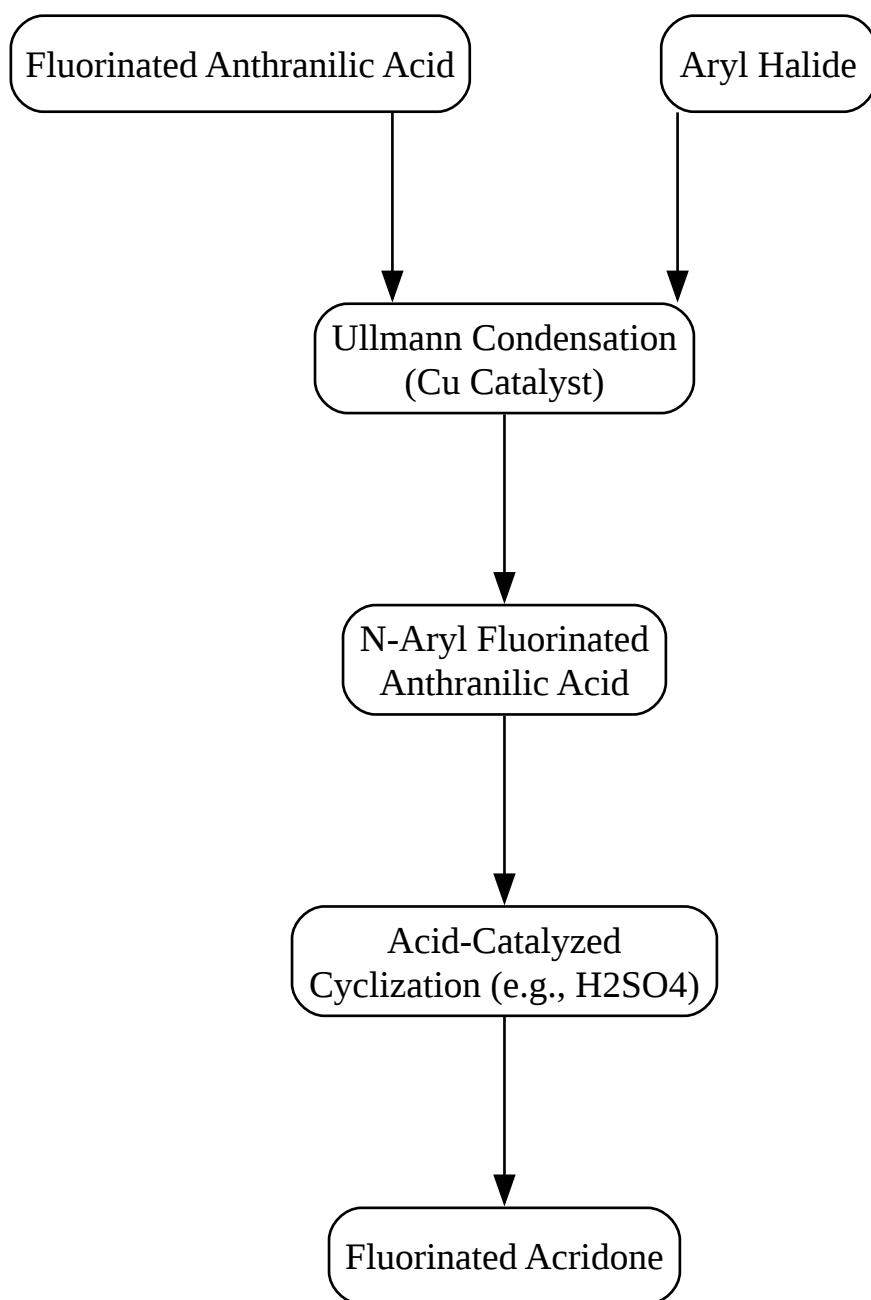 Fluorinated Anthranilic Acid
Aryl Halide
Ullmann Condensation
(Cu Catalyst)
N-Aryl Fluorinated
Anthranilic Acid
Acid-Catalyzed
Cyclization (e.g., H2SO4)
Fluorinated Acridone